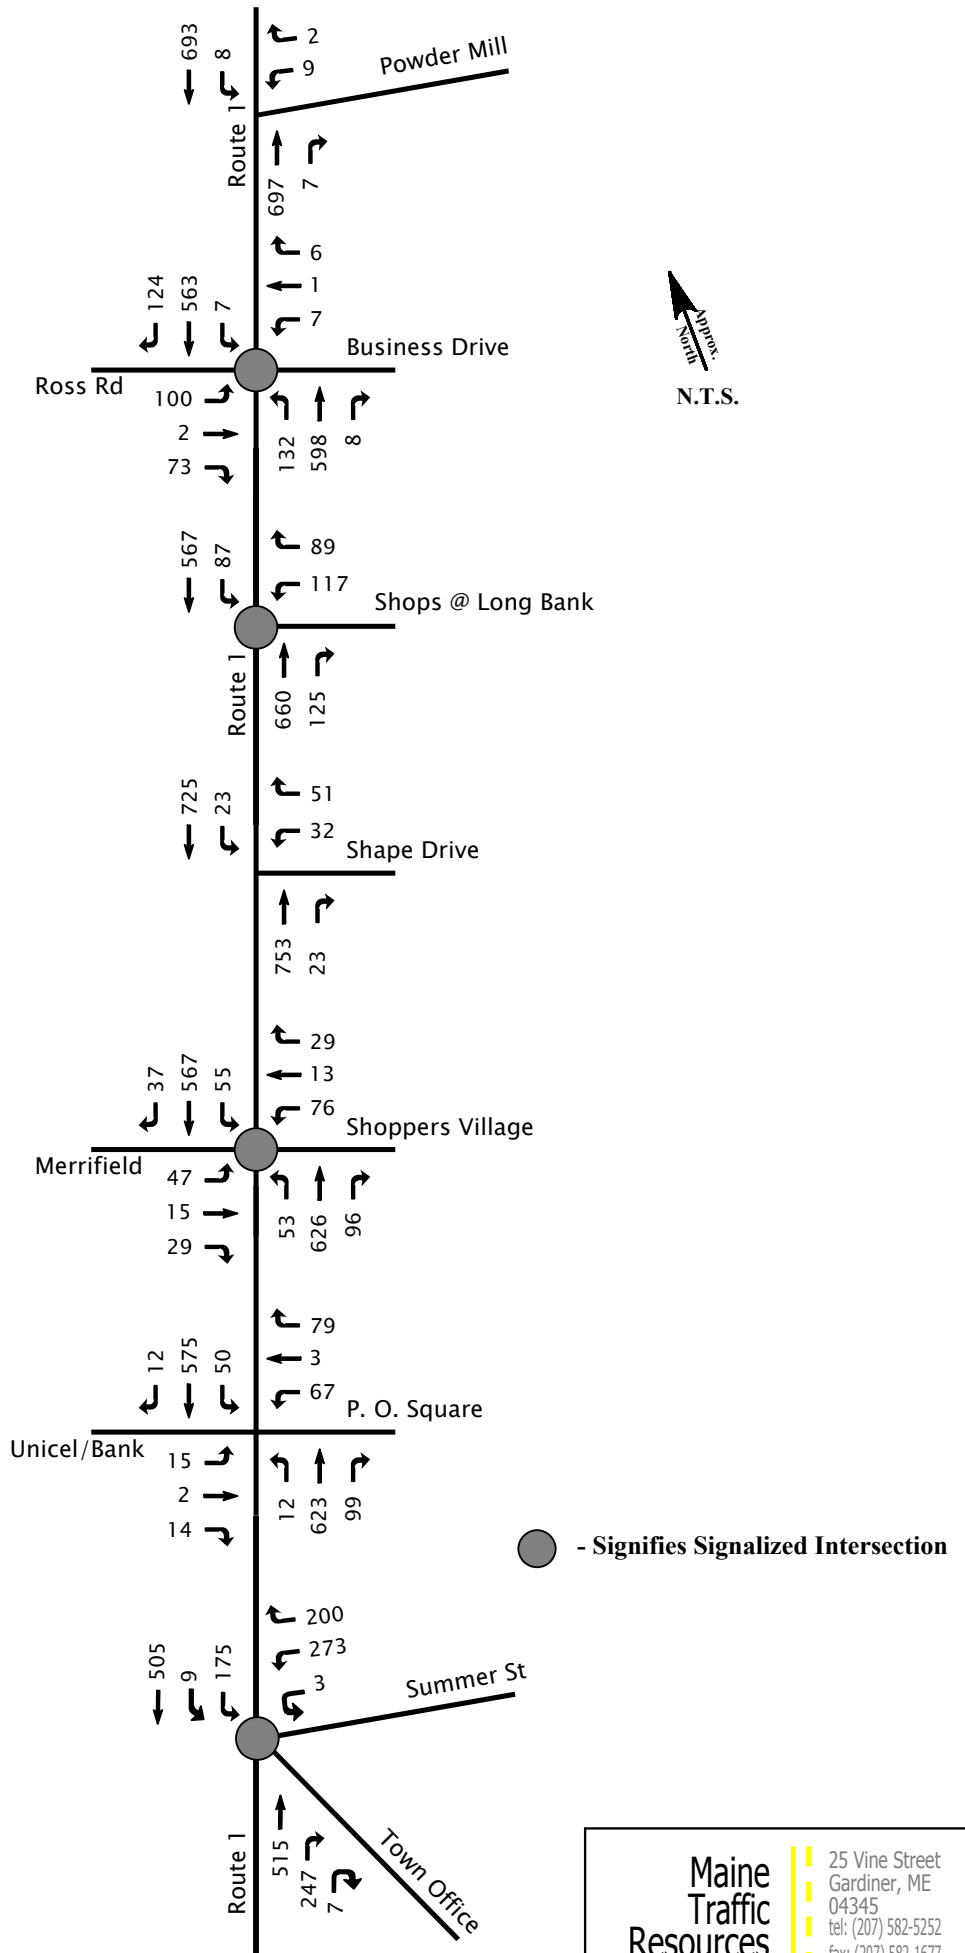 693
8
2
9
Powder Mill
Route 1
697
7
124
563
7
6
1
7
Ross Rd
Business Drive
100
2
73
132
598
8
Approx.
North
N.T.S.
567
87
89
117
Shops @ Long Bank
Route 1
660
125
725
23
51
32
Shape Drive
753
23
37
567
55
29
13
76
Merrifield
Shoppers Village
47
15
29
53
626
96
12
575
50
79
3
67
Unicel/Bank
P. O. Square
15
2
14
12
623
99
- Signifies Signalized Intersection
505
9
175
200
273
3
Summer St
Route 1
515
247
7
Town Office
Maine
Traffic
Resources
25 Vine Street
Gardiner, ME
04345
tel: (207) 582-5252
fax: (207) 582-1677